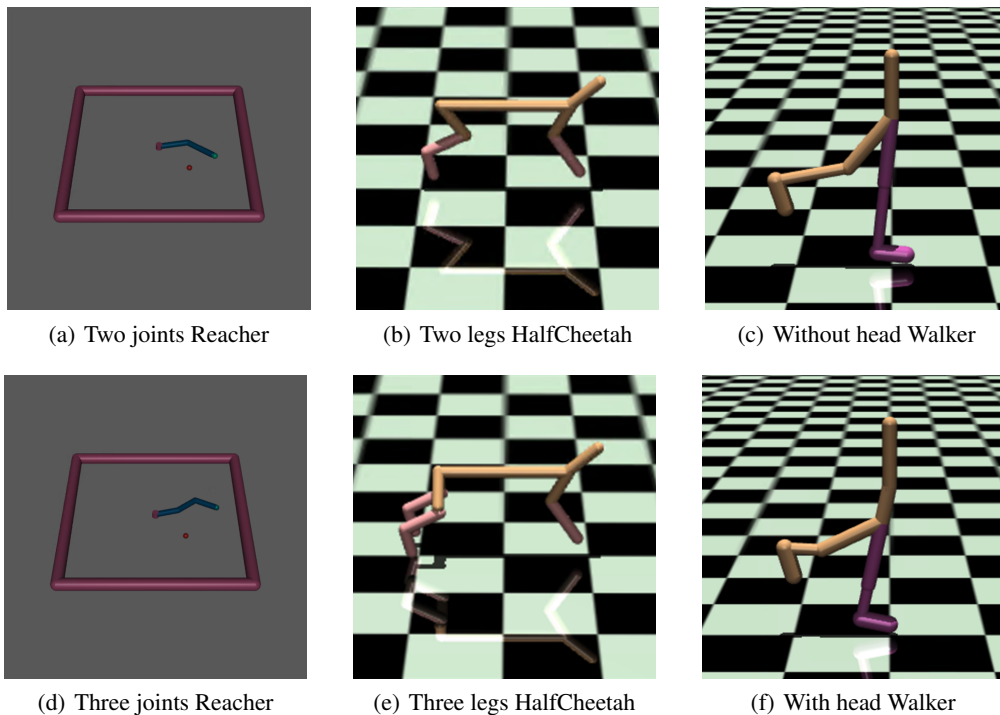 (a) Two joints Reacher
(b) Two legs HalfCheetah
(c) Without head Walker
(d) Three joints Reacher
(e) Three legs HalfCheetah
(f) With head Walker